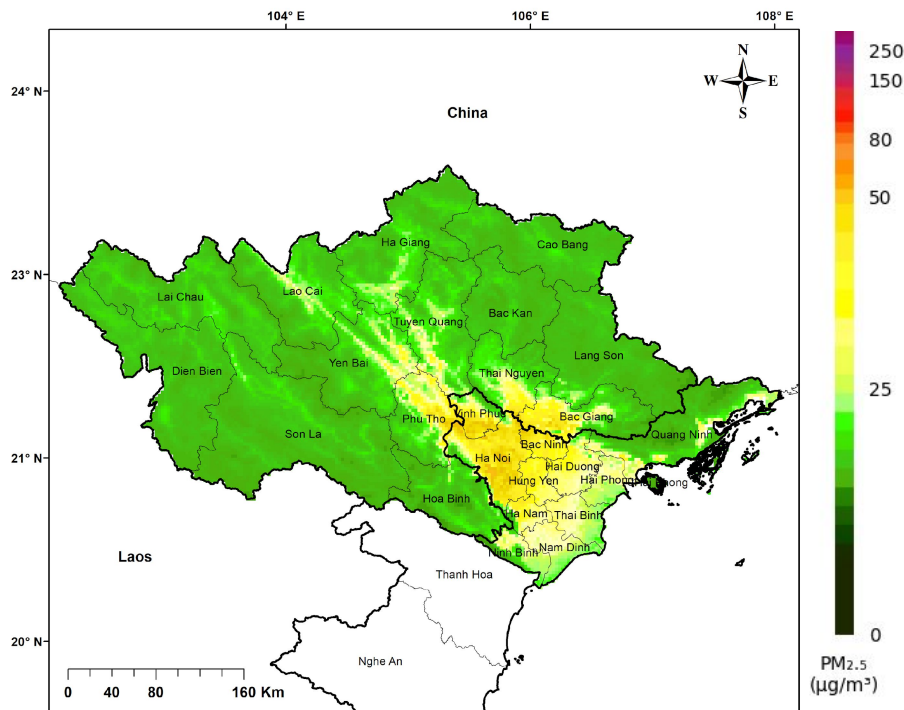 104° E
106° E
108° E
24° N
23° N
21° N
20° N
N
W
E
S
China
Ha Giang
Cao Bang
Lao Cai
Lai Chau
Bac Kan
Tuyen Quang
Lang Son
Yen Bai
Dien Bien
Thai Nguyen
Phu Tho
Vinh Phuc
Bac Giang
Son La
Quang Ninh
Bac Ninh
Ha Noi
Hai Duong
Hung Yen
Hai Phong
Hai Phong
Hoa Binh
Ha Nam
Thai Binh
Ninh Binh
Nam Dinh
Laos
Thanh Hoa
Nghe An
0 40 80 160 Km
250
150
80
50
25
0
PM2.5
(µg/m³)